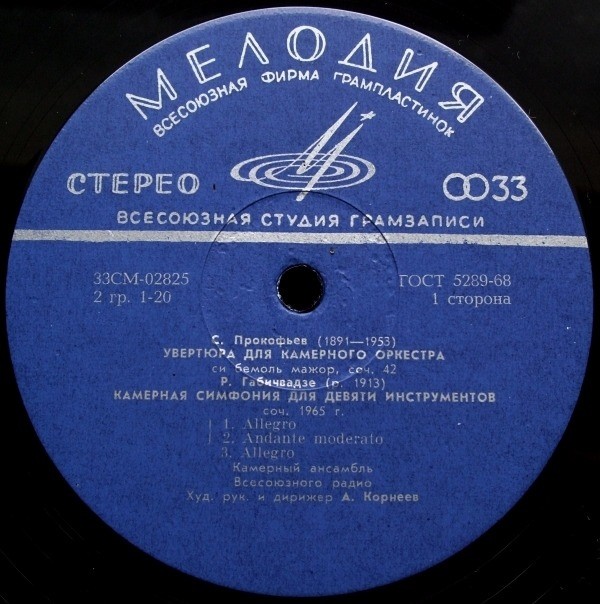 МЕЛОДИЯ
ВСЕСОЮЗНАЯ ФИРМА ГРАМПЛАСТИНОК
СТЕРЕО 33
ВСЕСОЮЗНАЯ СТУДИЯ ГРАМЗАПИСИ
33СМ-02825 ГОСТ 5289-68
2 гр. 1-20 1 сторона
С. Прокофьев (1891—1953)
УВЕРТЮРА ДЛЯ КАМЕРНОГО ОРКЕСТРА
си бемоль мажор, соч. 42
Р. Габичвадзе (р. 1913)
КАМЕРНАЯ СИМФОНИЯ ДЛЯ ДЕВЯТИ ИНСТРУМЕНТОВ
соч. 1965 г.
1. Allegro
2. Andante moderato
3. Allegro
Камерный ансамбль
Всесоюзного радио
Худ. рук. и дирижер А. Корнеев